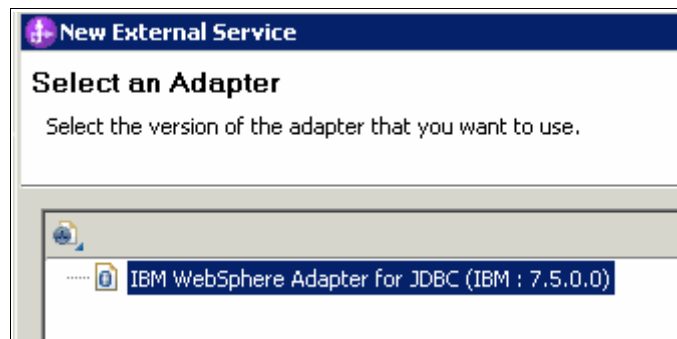 New External Service
Select an Adapter
Select the version of the adapter that you want to use.
IBM WebSphere Adapter for JDBC (IBM : 7.5.0.0)